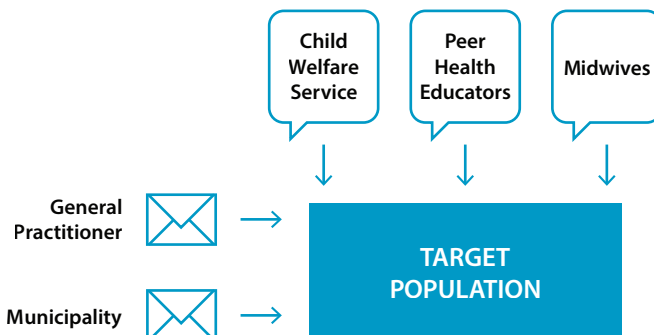 Child
Welfare
Service
Peer
Health
Educators
Midwives
General
Practitioner
TARGET
POPULATION
Municipality